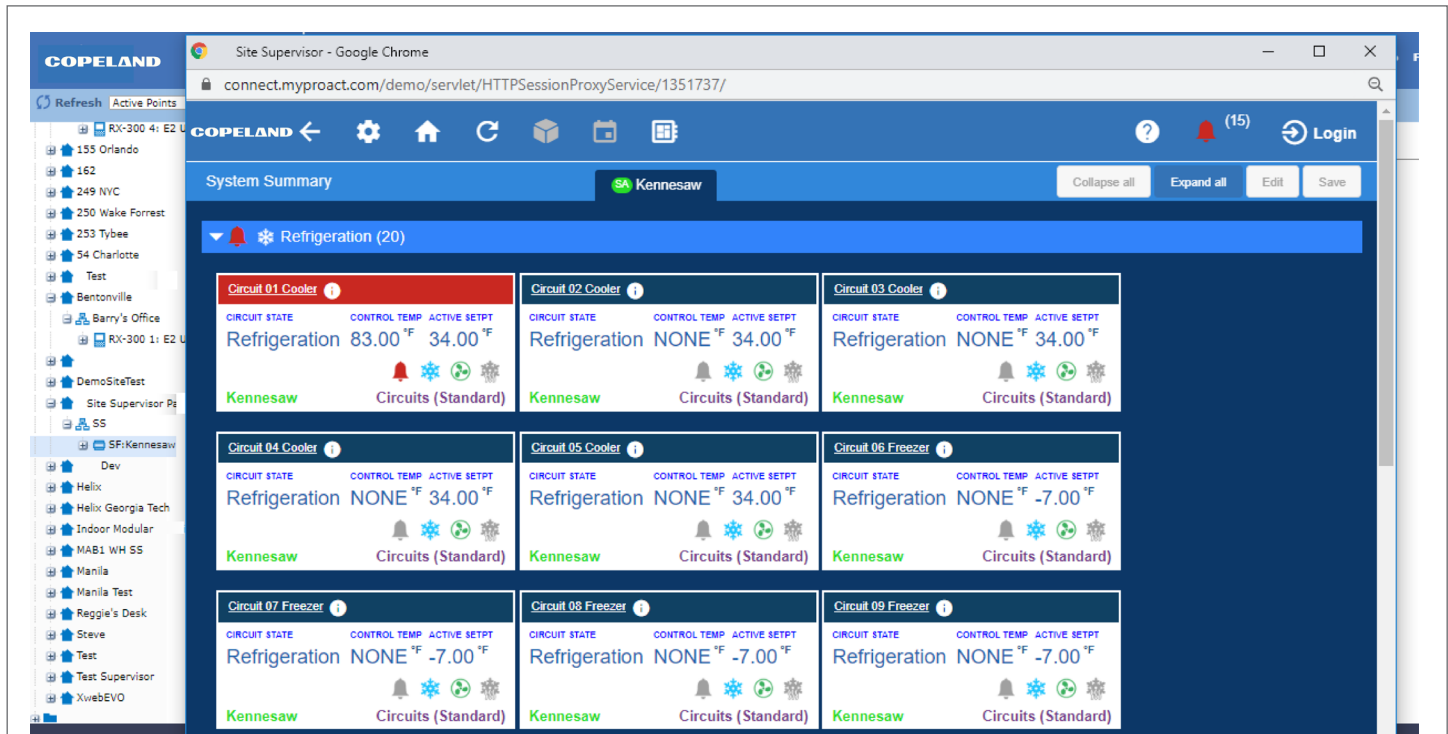 COPELAND
Refresh Active Points
RX-300 4: E2 U
155 Orlando
162
249 NYC
250 Wake Forrest
253 Tybee
54 Charlotte
Test
Bentonville
Barry's Office
RX-300 1: E2 U
DemoSiteTest
Site Supervisor Pa
SS
SF:Kennesaw
Dev
Helix
Helix Georgia Tech
Indoor Modular
MAB1 WH SS
Manila
Manila Test
Reggie's Desk
Steve
Test
Test Supervisor
XwebEVO
Site Supervisor - Google Chrome
connect.myproact.com/demo/servlet/HTTPSessionProxyService/1351737/
COPELAND (15) Login
System Summary SA Kennesaw Collapse all Expand all Edit Save
Refrigeration (20)
Circuit 01 Cooler
CIRCUIT STATE CONTROL TEMP ACTIVE SETPT
Refrigeration 83.00 °F 34.00 °F
Kennesaw Circuits (Standard)
Circuit 02 Cooler
CIRCUIT STATE CONTROL TEMP ACTIVE SETPT
Refrigeration NONE °F 34.00 °F
Kennesaw Circuits (Standard)
Circuit 03 Cooler
CIRCUIT STATE CONTROL TEMP ACTIVE SETPT
Refrigeration NONE °F 34.00 °F
Kennesaw Circuits (Standard)
Circuit 04 Cooler
CIRCUIT STATE CONTROL TEMP ACTIVE SETPT
Refrigeration NONE °F 34.00 °F
Kennesaw Circuits (Standard)
Circuit 05 Cooler
CIRCUIT STATE CONTROL TEMP ACTIVE SETPT
Refrigeration NONE °F 34.00 °F
Kennesaw Circuits (Standard)
Circuit 06 Freezer
CIRCUIT STATE CONTROL TEMP ACTIVE SETPT
Refrigeration NONE °F -7.00 °F
Kennesaw Circuits (Standard)
Circuit 07 Freezer
CIRCUIT STATE CONTROL TEMP ACTIVE SETPT
Refrigeration NONE °F -7.00 °F
Kennesaw Circuits (Standard)
Circuit 08 Freezer
CIRCUIT STATE CONTROL TEMP ACTIVE SETPT
Refrigeration NONE °F -7.00 °F
Kennesaw Circuits (Standard)
Circuit 09 Freezer
CIRCUIT STATE CONTROL TEMP ACTIVE SETPT
Refrigeration NONE °F -7.00 °F
Kennesaw Circuits (Standard)